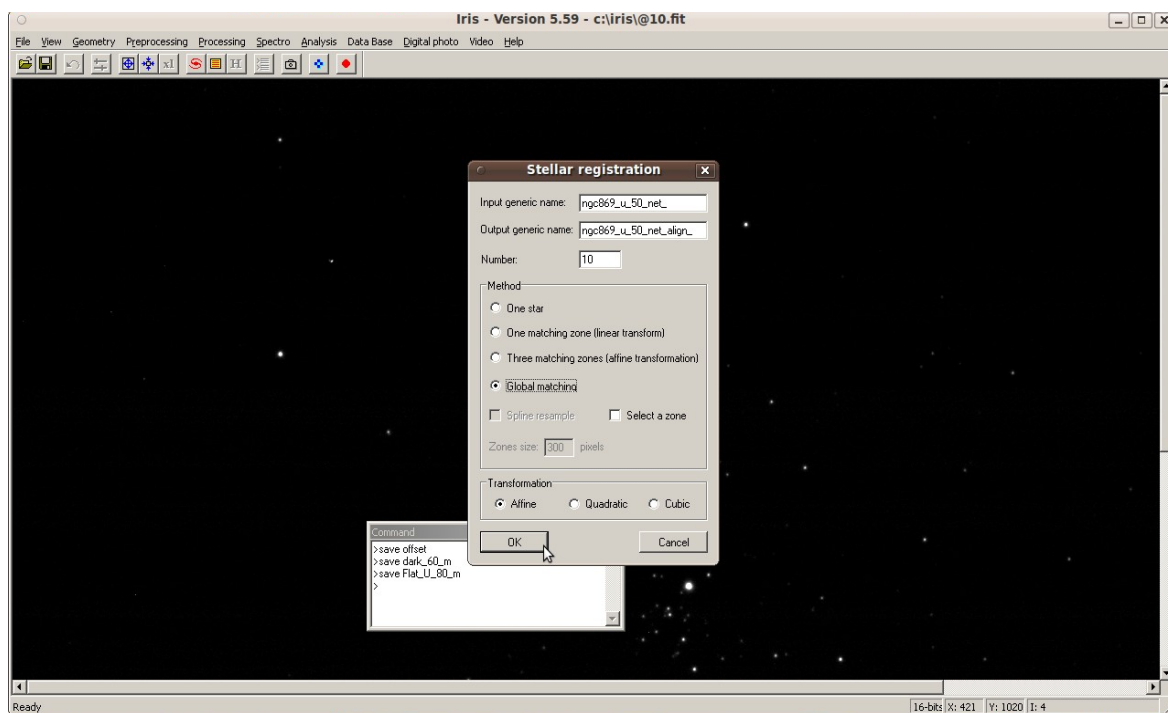 Iris - Version 5.59 - c:\iris\@10.fit
File View Geometry Preprocessing Processing Spectro Analysis Data Base Digital photo Video Help
x1 H
Stellar registration
Input generic name: ngc869_u_50_net_
Output generic name: ngc869_u_50_net_align_
Number: 10
Method
One star
One matching zone (linear transform)
Three matching zones (affine transformation)
Global matching
Spline resample Select a zone
Zones size: 300 pixels
Transformation
Affine Quadratic Cubic
OK Cancel
Command
>save offset
>save dark_60_m
>save Flat_U_80_m
>
Ready 16-bits X: 421 Y: 1020 I: 4